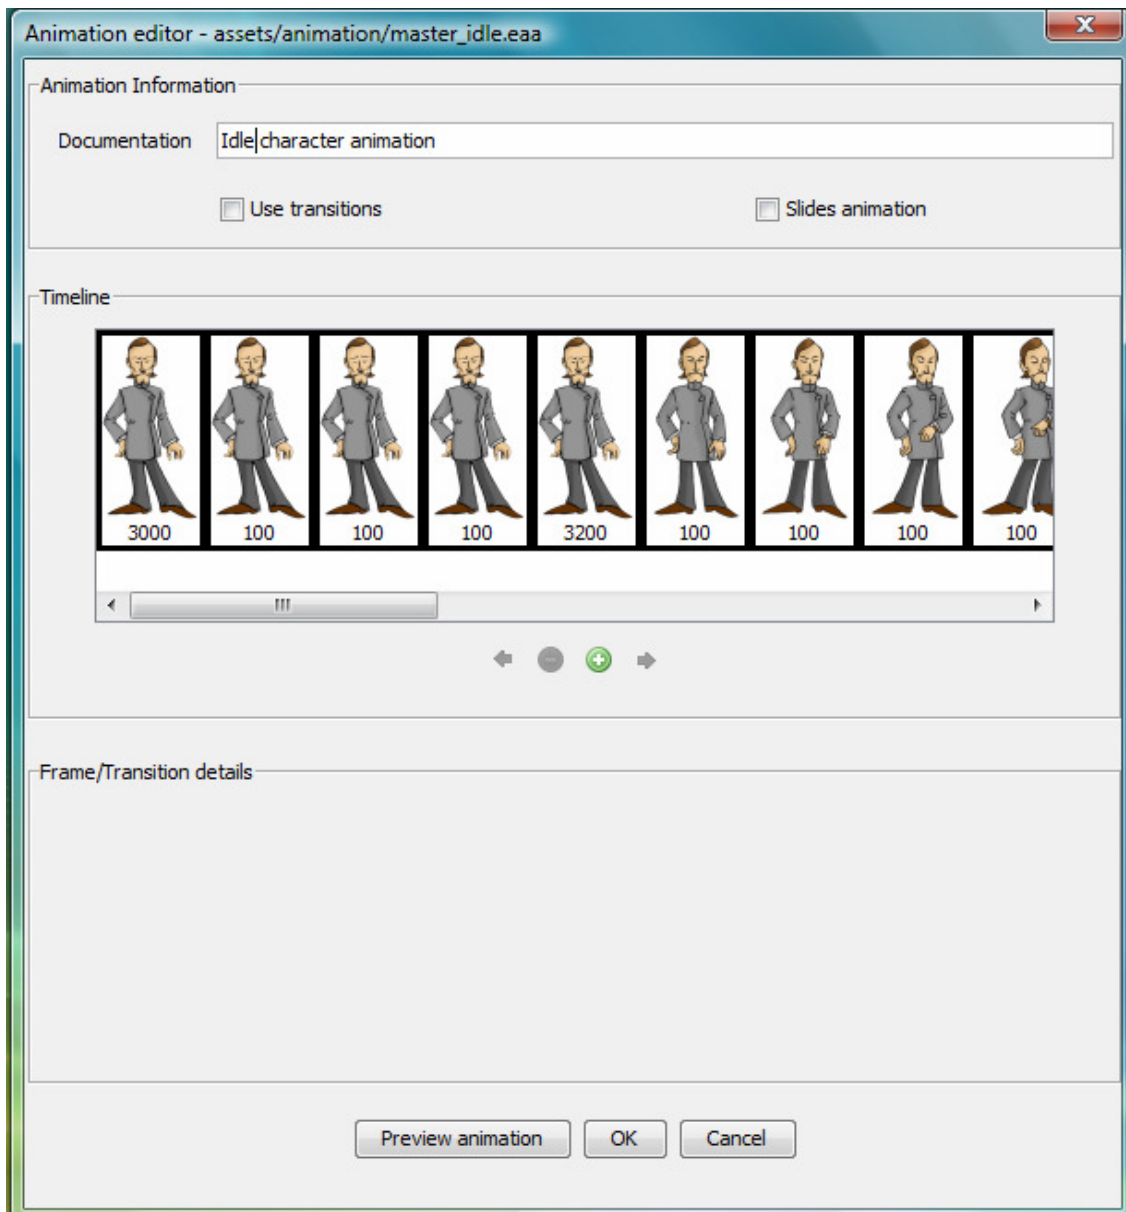 Animation editor - assets/animation/master_idle.eaa
Animation Information
Documentation Idle character animation
Use transitions Slides animation
Timeline
3000 100 100 100 3200 100 100 100 100
Frame/Transition details
Preview animation OK Cancel